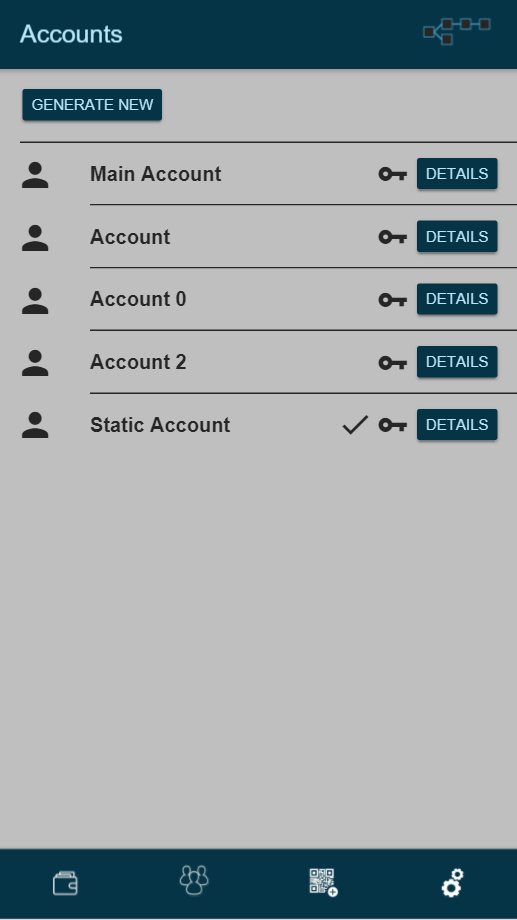 Accounts
GENERATE NEW
Main Account DETAILS
Account DETAILS
Account 0 DETAILS
Account 2 DETAILS
Static Account DETAILS